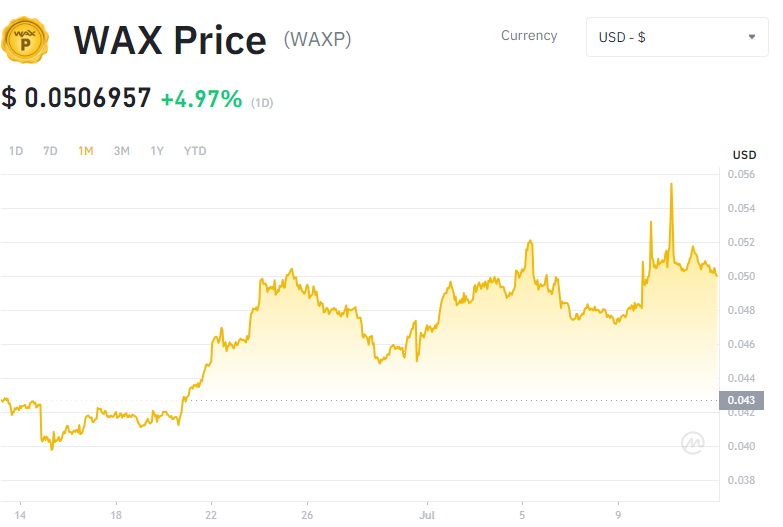 WAX
P
WAX Price (WAXP)
Currency
USD - $
$ 0.0506957 +4.97% (1D)
1D 7D 1M 3M 1Y YTD
USD
0.056
0.054
0.052
0.050
0.048
0.046
0.044
0.043
0.042
0.040
0.038
14 18 22 26 Jul 5 9